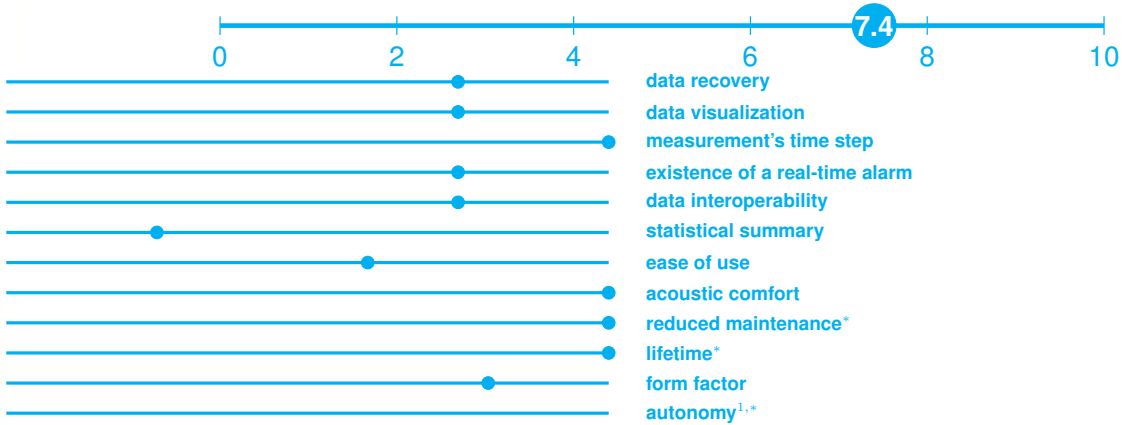 7.4
0 2 4 6 8 10
data recovery
data visualization
measurement's time step
existence of a real-time alarm
data interoperability
statistical summary
ease of use
acoustic comfort
reduced maintenance*
lifetime*
form factor
autonomy¹,*